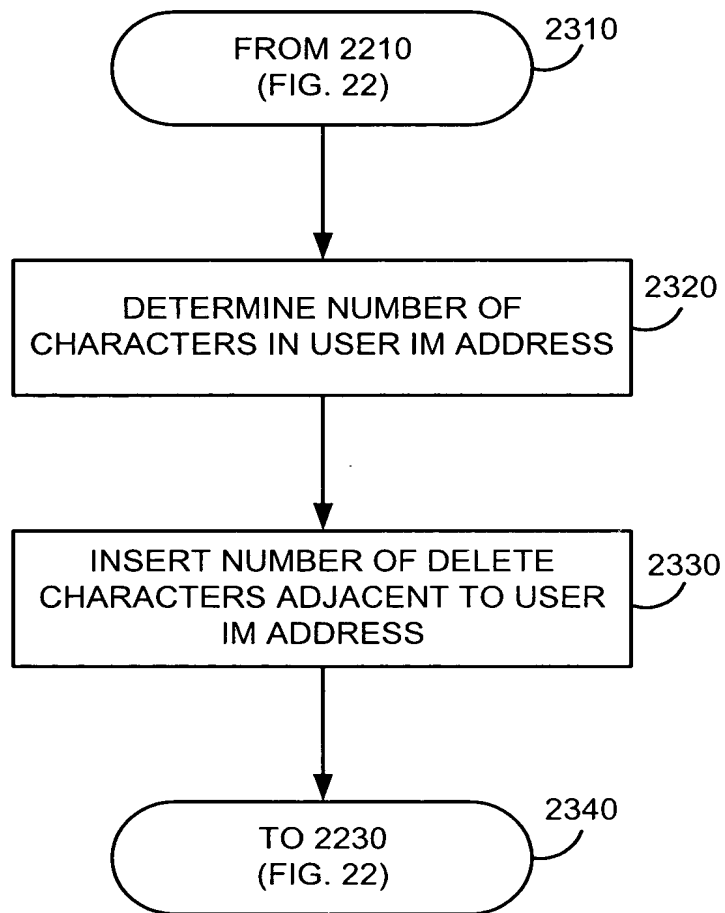 FROM 2210
(FIG. 22)
2310
DETERMINE NUMBER OF
CHARACTERS IN USER IM ADDRESS
2320
INSERT NUMBER OF DELETE
CHARACTERS ADJACENT TO USER
IM ADDRESS
2330
TO 2230
(FIG. 22)
2340